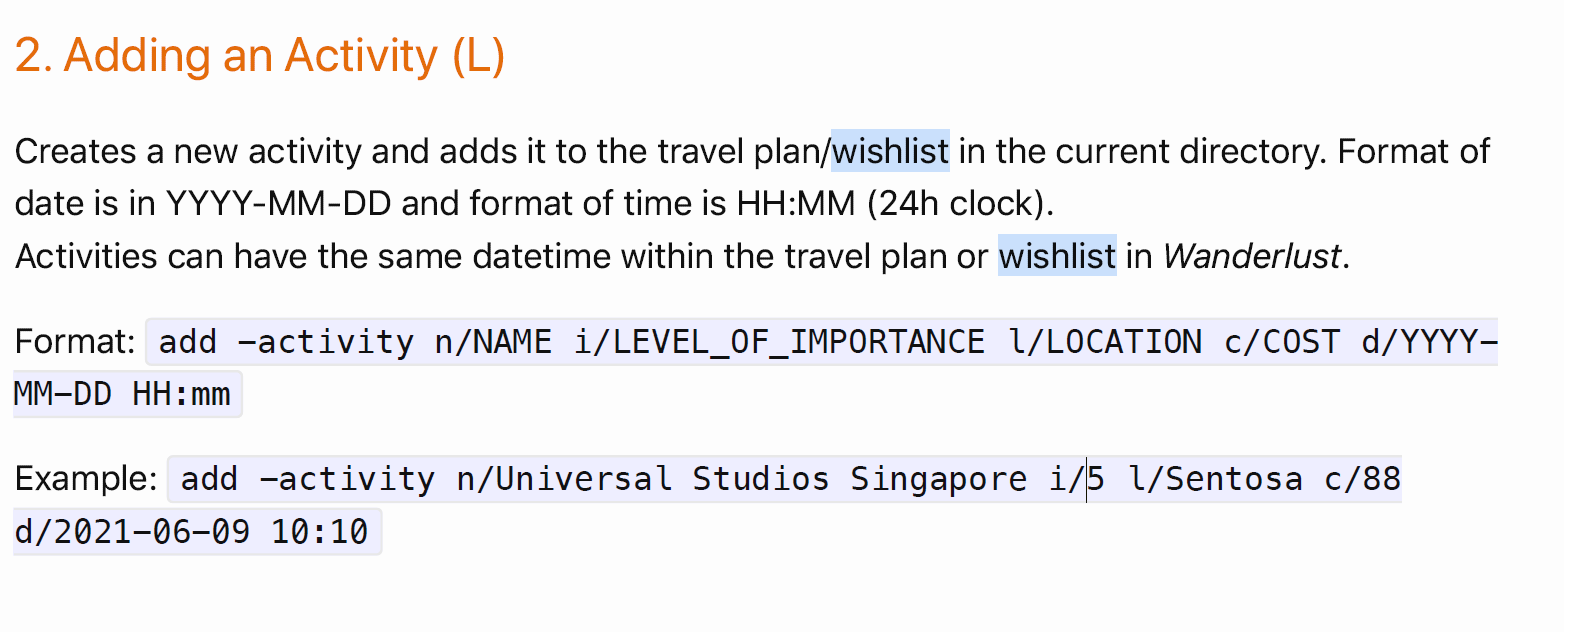 2. Adding an Activity (L)
Creates a new activity and adds it to the travel plan/wishlist in the current directory. Format of
date is in YYYY-MM-DD and format of time is HH:MM (24h clock).
Activities can have the same datetime within the travel plan or wishlist in Wanderlust.
Format: add -activity n/NAME i/LEVEL_OF_IMPORTANCE l/LOCATION c/COST d/YYYY-
MM-DD HH:mm
Example: add -activity n/Universal Studios Singapore i/5 l/Sentosa c/88
d/2021-06-09 10:10